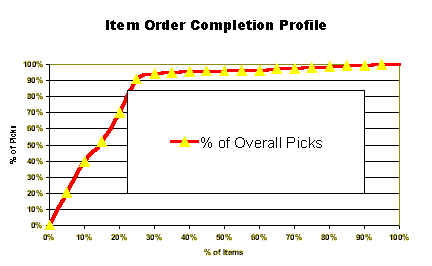 Item Order Completion Profile
100%
90%
80%
70%
60%
50%
40%
30%
20%
10%
0%
% of Picks
% of Overall Picks
0% 10% 20% 30% 40% 50% 60% 70% 80% 90% 100%
% of Items